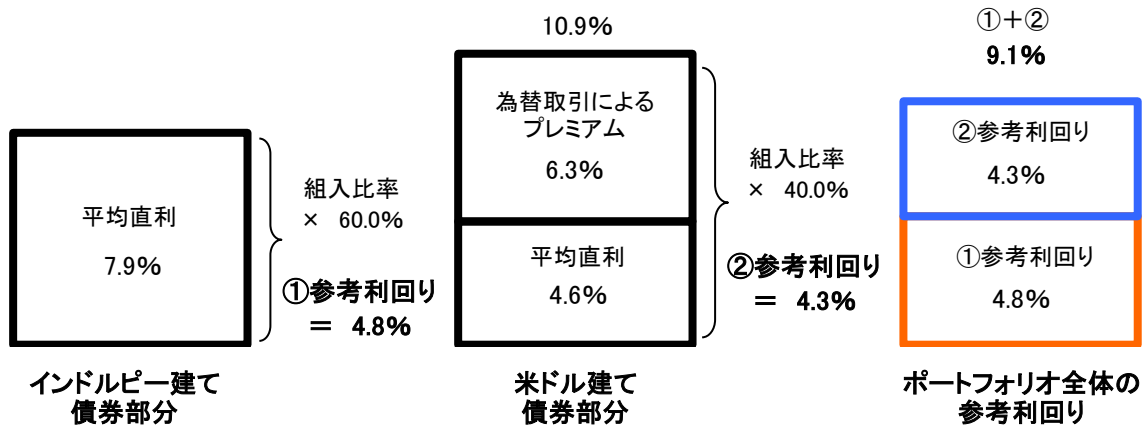 平均直利
7.9%
組入比率
× 60.0%
①参考利回り
＝ 4.8%
インドルピー建て
債券部分
10.9%
為替取引による
プレミアム
6.3%
平均直利
4.6%
組入比率
× 40.0%
②参考利回り
＝ 4.3%
米ドル建て
債券部分
①＋②
9.1%
②参考利回り
4.3%
①参考利回り
4.8%
ポートフォリオ全体の
参考利回り